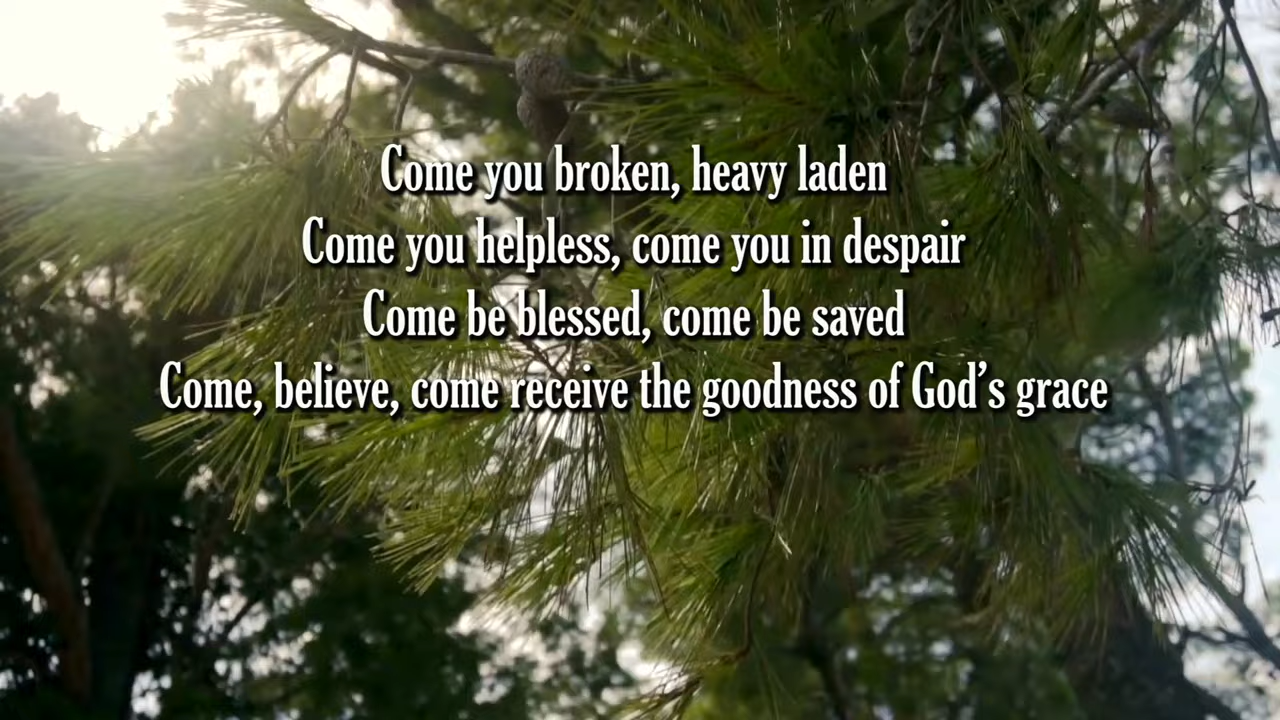 Come you broken, heavy laden
Come you helpless, come you in despair
Come be blessed, come be saved
Come, believe, come receive the goodness of God’s grace